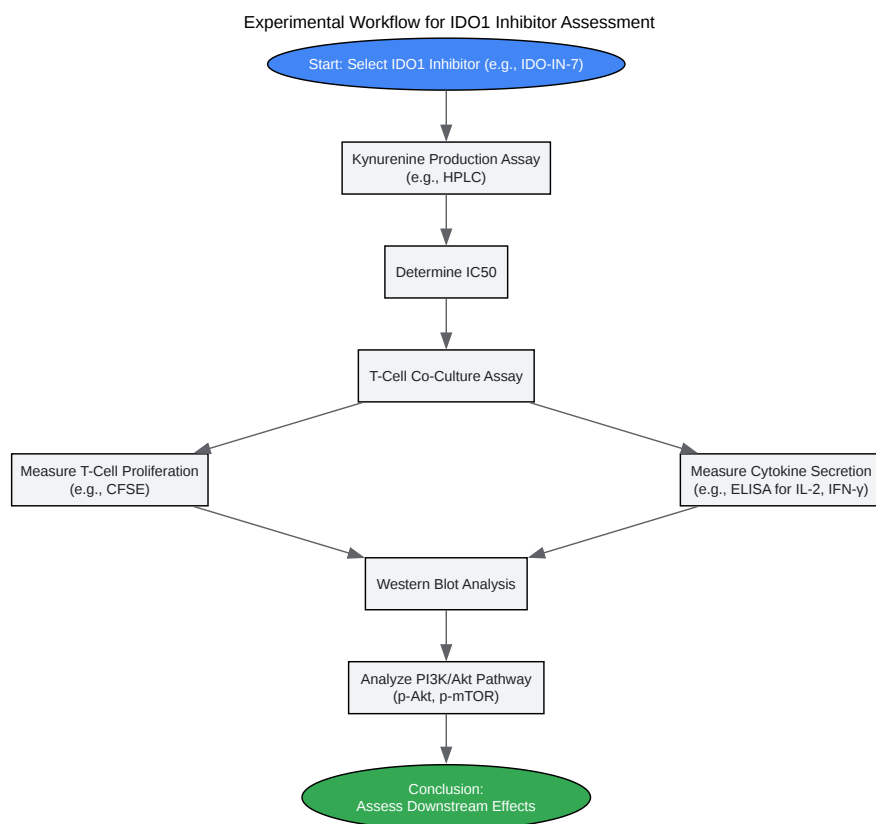 Experimental Workflow for IDO1 Inhibitor Assessment
Start: Select IDO1 Inhibitor (e.g., IDO-IN-7)
Kynurenine Production Assay
(e.g., HPLC)
Determine IC50
T-Cell Co-Culture Assay
Measure T-Cell Proliferation
(e.g., CFSE)
Measure Cytokine Secretion
(e.g., ELISA for IL-2, IFN-γ)
Western Blot Analysis
Analyze PI3K/Akt Pathway
(p-Akt, p-mTOR)
Conclusion:
Assess Downstream Effects